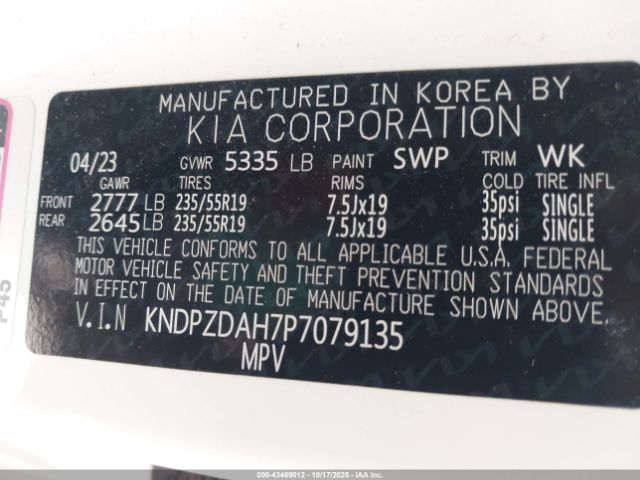 MANUFACTURED IN KOREA BY
KIA CORPORATION
04/23 GVWR 5335 LB PAINT SWP TRIM WK
GAWR TIRES RIMS COLD TIRE INFL
FRONT 2777 LB 235/55R19 7.5Jx19 35psi SINGLE
REAR 2645 LB 235/55R19 7.5Jx19 35psi SINGLE
THIS VEHICLE CONFORMS TO ALL APPLICABLE U.S.A. FEDERAL
MOTOR VEHICLE SAFETY AND THEFT PREVENTION STANDARDS
IN EFFECT ON THE DATE OF MANUFACTURE SHOWN ABOVE.
V.I.N KNDPZDAH7P7079135
MPV
P45
000-43469012 - 10/17/2025 - COPYRIGHT © IAA, LLC.